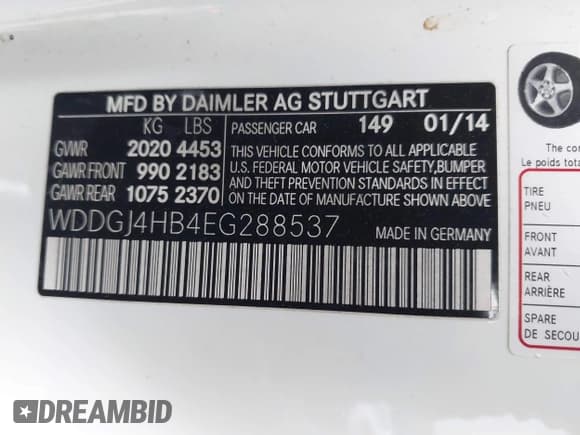 MFD BY DAIMLER AG STUTTGART
KG LBS
GVWR 2020 4453
GAWR FRONT 990 2183
GAWR REAR 1075 2370
PASSENGER CAR 149 01/14
THIS VEHICLE CONFORMS TO ALL APPLICABLE
U.S. FEDERAL MOTOR VEHICLE SAFETY, BUMPER
AND THEFT PREVENTION STANDARDS IN EFFECT
ON THE DATE OF MANUFACTURE SHOWN ABOVE.
WDDGJ4HB4EG288537 MADE IN GERMANY
The con
Le poids tota
TIRE
PNEU
FRONT
AVANT
REAR
ARRIÈRE
SPARE
DE SECOU
DREAMBID